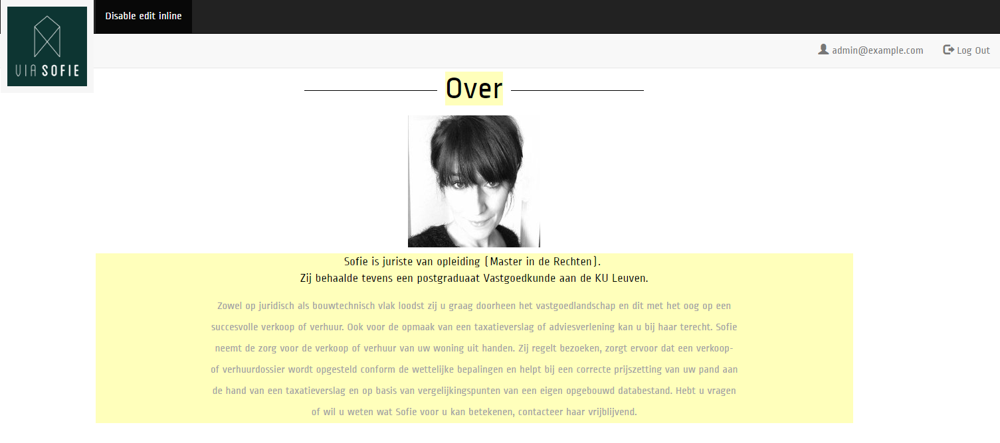 Disable edit inline
VIA SOFIE
admin@example.com Log Out
Over
Sofie is juriste van opleiding (Master in de Rechten).
Zij behaalde tevens een postgraduaat Vastgoedkunde aan de KU Leuven.
Zowel op juridisch als bouwtechnisch vlak loodst zij u graag doorheen het vastgoedlandschap en dit met het oog op een
succesvolle verkoop of verhuur. Ook voor de opmaak van een taxatieverslag of adviesverlening kan u bij haar terecht. Sofie
neemt de zorg voor de verkoop of verhuur van uw woning uit handen. Zij regelt bezoeken, zorgt ervoor dat een verkoop-
of verhuurdossier wordt opgesteld conform de wettelijke bepalingen en helpt bij een correcte prijszetting van uw pand aan
de hand van een taxatieverslag en op basis van vergelijkingspunten van een eigen opgebouwd databestand. Hebt u vragen
of wil u weten wat Sofie voor u kan betekenen, contacteer haar vrijblijvend.